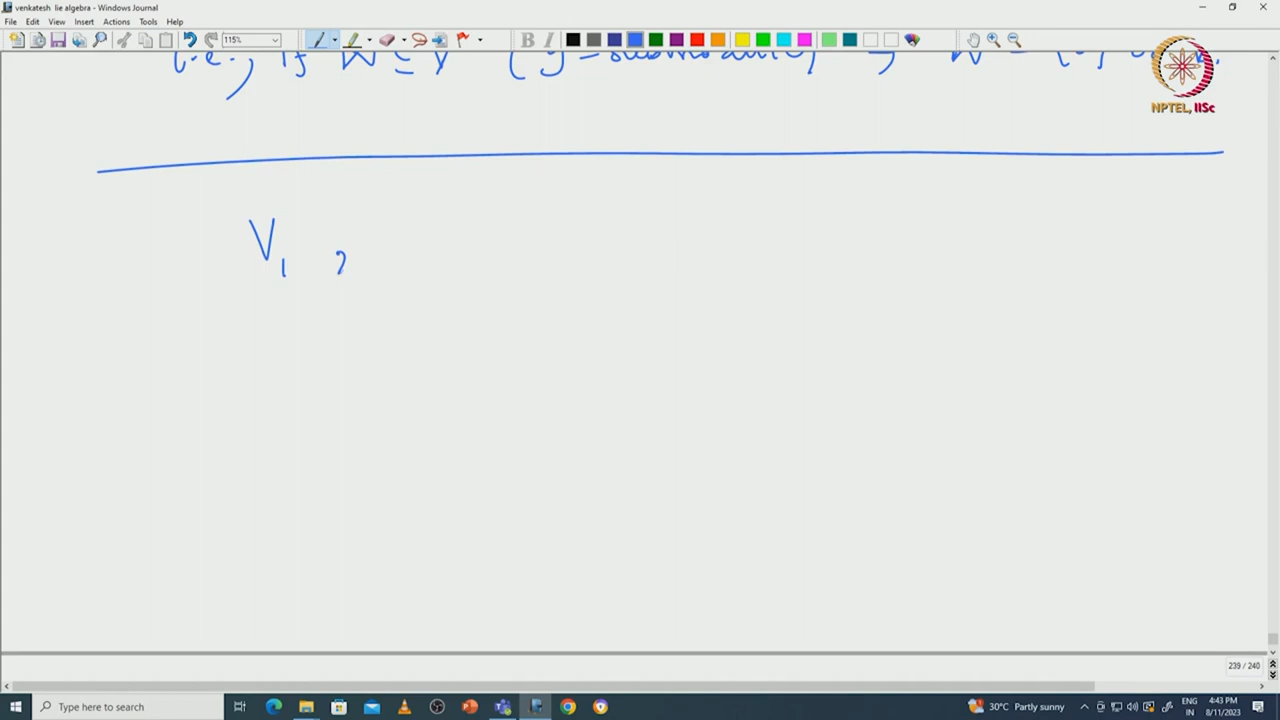 venkatesh lie algebra - Windows Journal
File Edit View Insert Actions Tools Help
115%
B I
i.e., if W ⊆ V
NPTEL, IISc
V₁ ,
239 / 240
Type here to search
30°C Partly sunny
ENG
IN
4:43 PM
8/11/2023